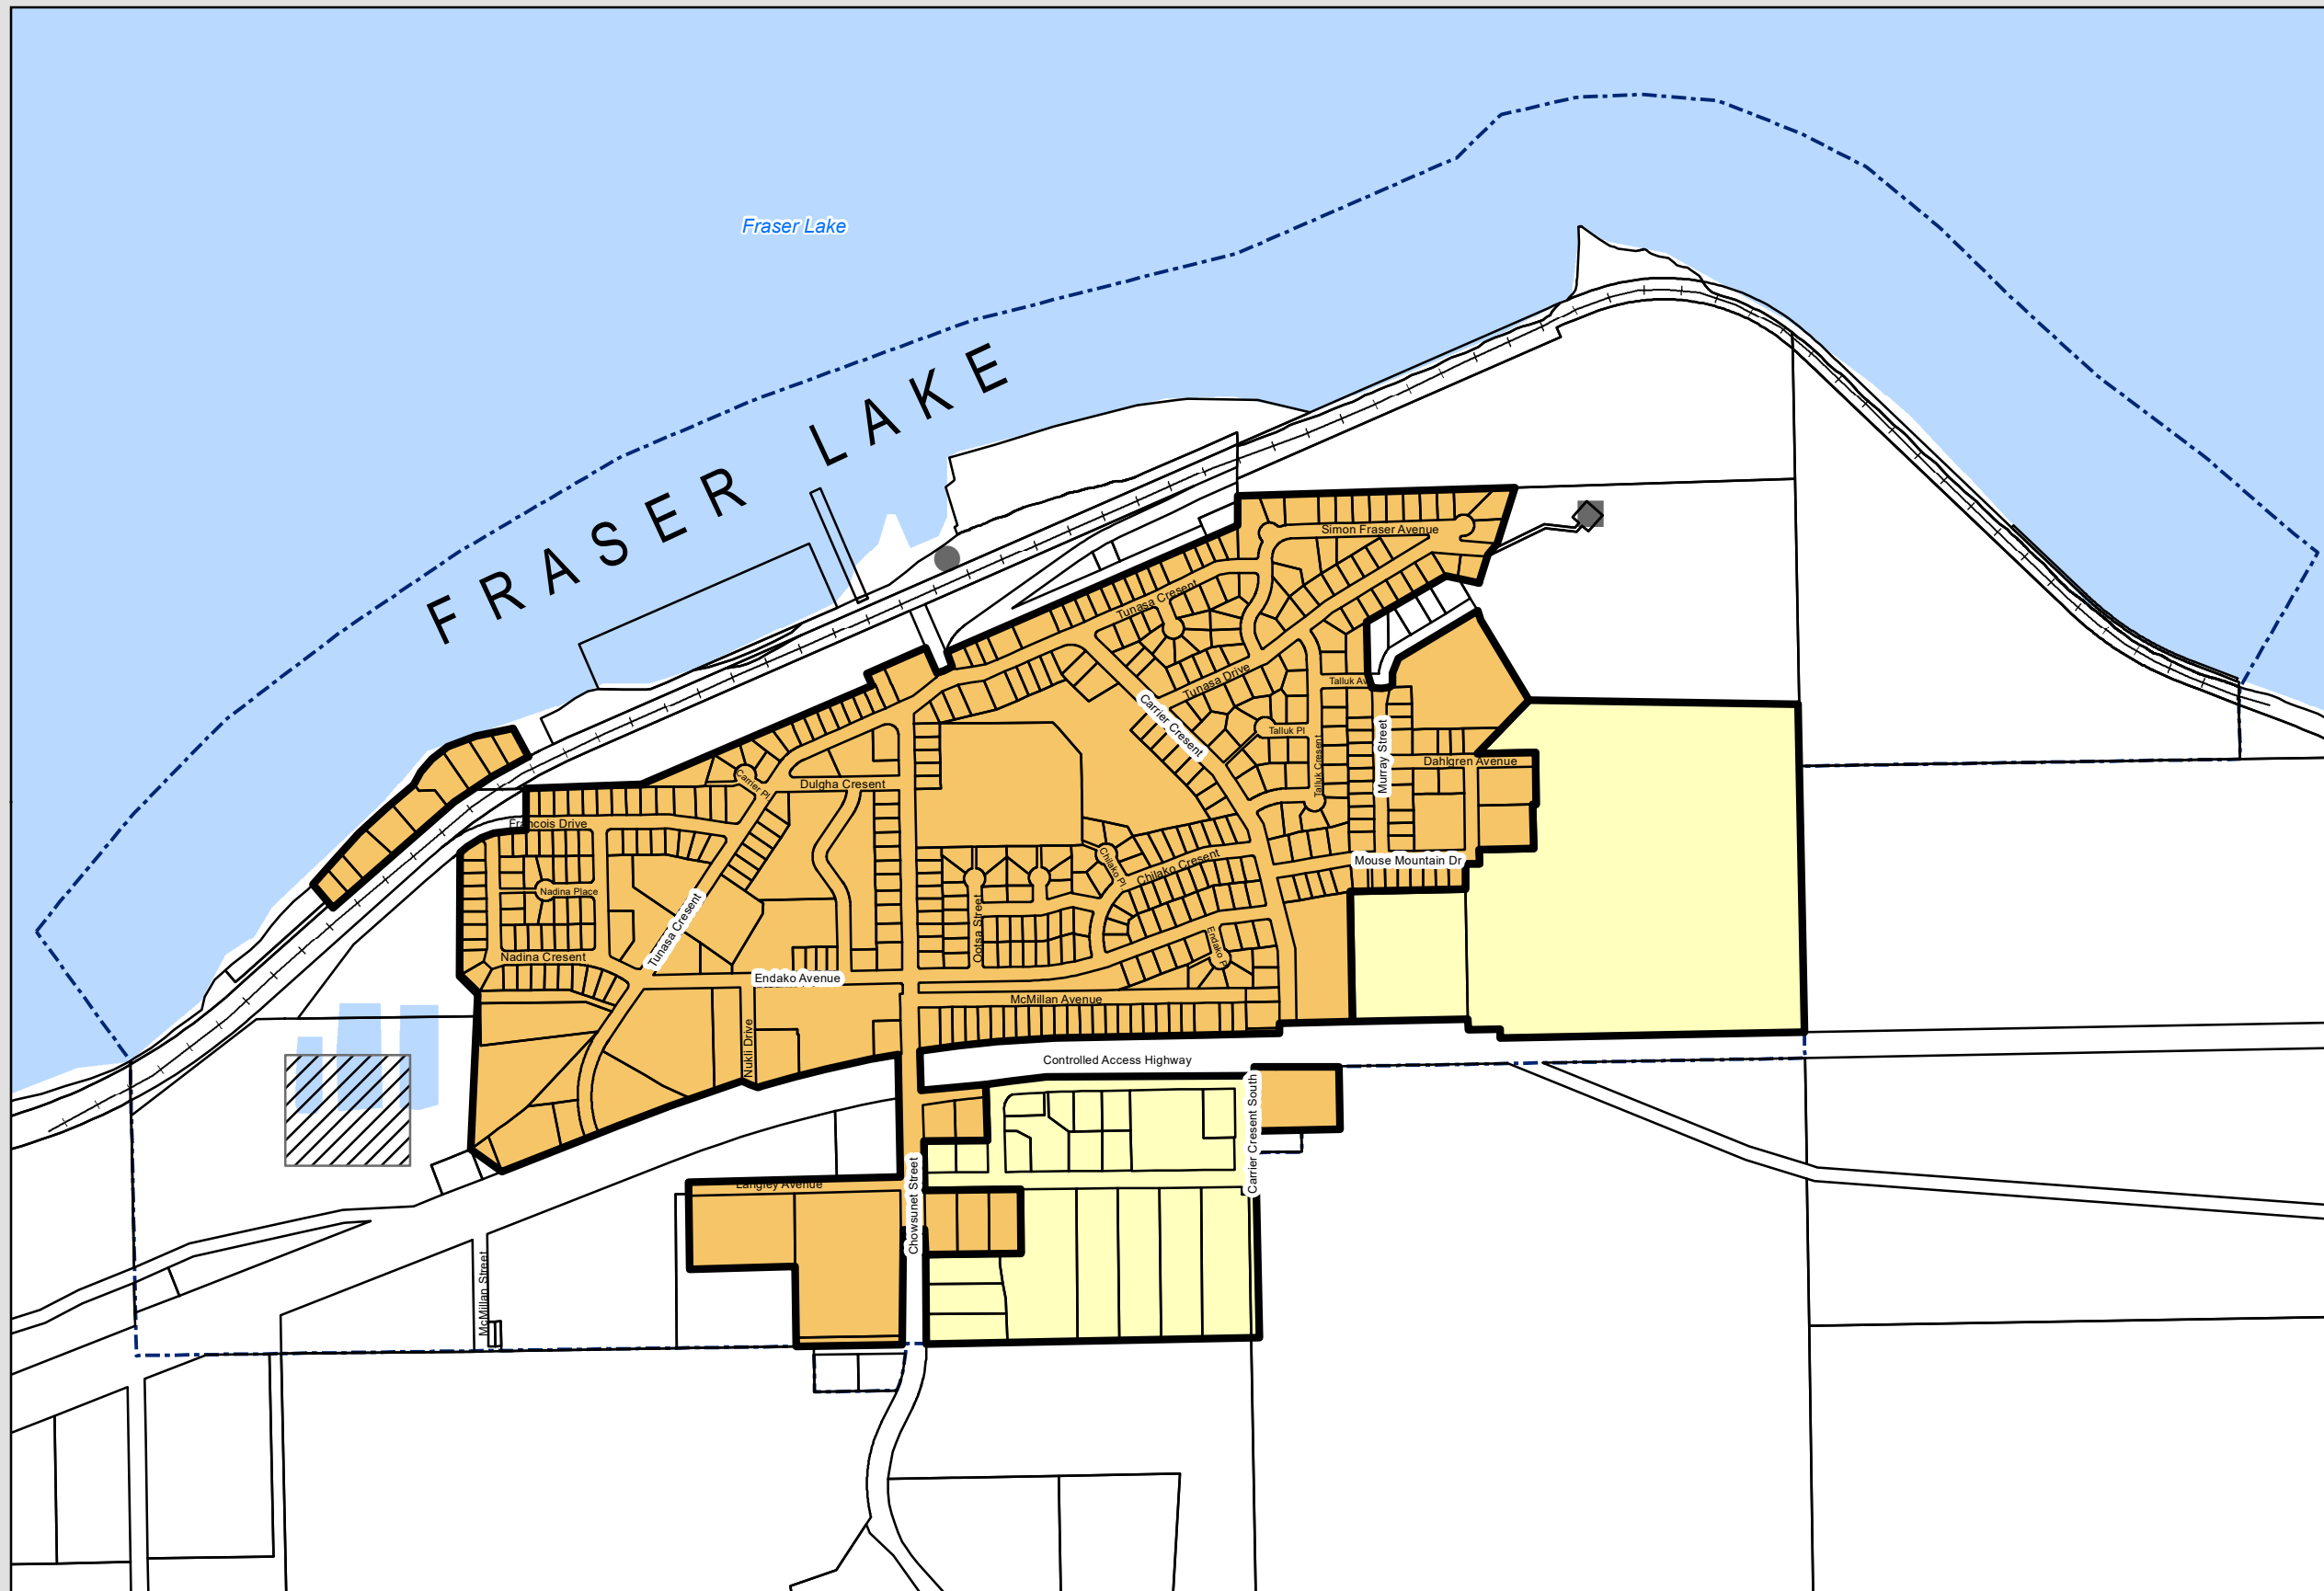 Fraser Lake
FRASER LAKE
Simon Fraser Avenue
Tunasa Cresent
Tunasa Drive
Talluk Av
Carrier Cresent
Talluk Pl
Talluk Cresent
Murray Street
Dahlgren Avenue
Carrier Pl
Dulgha Cresent
Francois Drive
Mouse Mountain Dr
Chilako Pl
Chilako Cresent
Nadina Place
Tunasa Cresent
Ootsa Street
Endako P
Nadina Cresent
Endako Avenue
McMillan Avenue
Nukli Drive
Controlled Access Highway
Carrier Cresent South
Langley Avenue
Chowsunet Street
McMillan Street